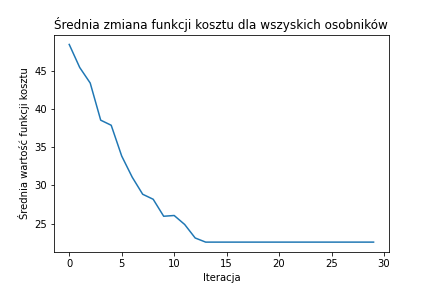 Średnia zmiana funkcji kosztu dla wszyskich osobników
Średnia wartość funkcji kosztu
45
40
35
30
25
0 5 10 15 20 25 30
Iteracja